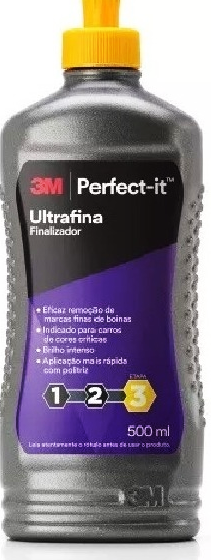 3M Perfect-it™
Ultrafina
Finalizador
• Eficaz remoção de
marcas finas de boinas
• Indicado para carros
de cores críticas
• Brilho intenso
• Aplicação mais rápida
com politriz
ETAPA
1 2 3
500 ml
Leia atentamente o rótulo antes de usar o produto.
3M